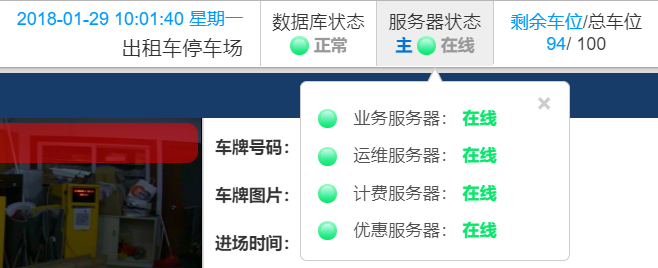 2018-01-29 10:01:40 星期一
出租车停车场
数据库状态
正常
服务器状态
主 在线
剩余车位/总车位
94/ 100
×
业务服务器： 在线
运维服务器： 在线
计费服务器： 在线
优惠服务器： 在线
车牌号码：
车牌图片：
进场时间：